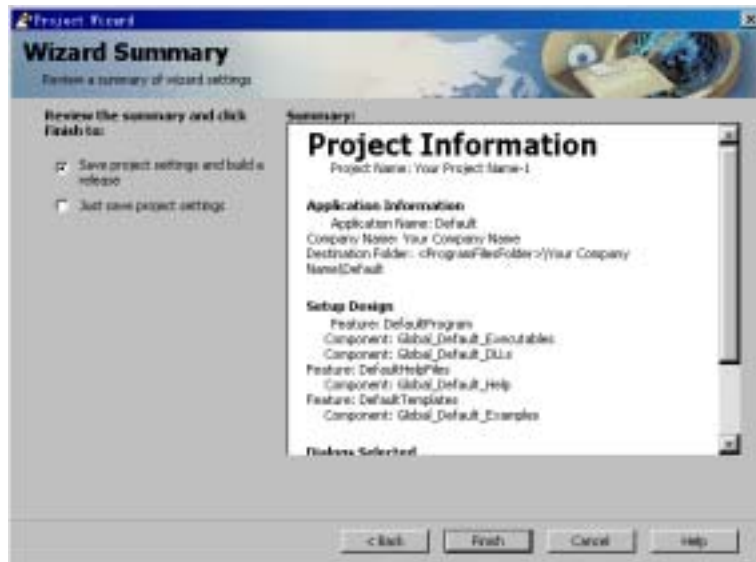 Project Wizard
Wizard Summary
Review a summary of wizard settings
Review the summary and click
Finish to:
Save project settings and build a
release
Just save project settings
Summary:
Project Information
Project Name: Your Project Name-1
Application Information
Application Name: Default
Company Name: Your Company Name
Destination Folder: <ProgramFilesFolder>\Your Company
Name\Default
Setup Design
Feature: DefaultProgram
Component: Global_Default_Executables
Component: Global_Default_DLLs
Feature: DefaultHelpFiles
Component: Global_Default_Help
Feature: DefaultTemplates
Component: Global_Default_Examples
Dialogs Selected
< Back
Finish
Cancel
Help